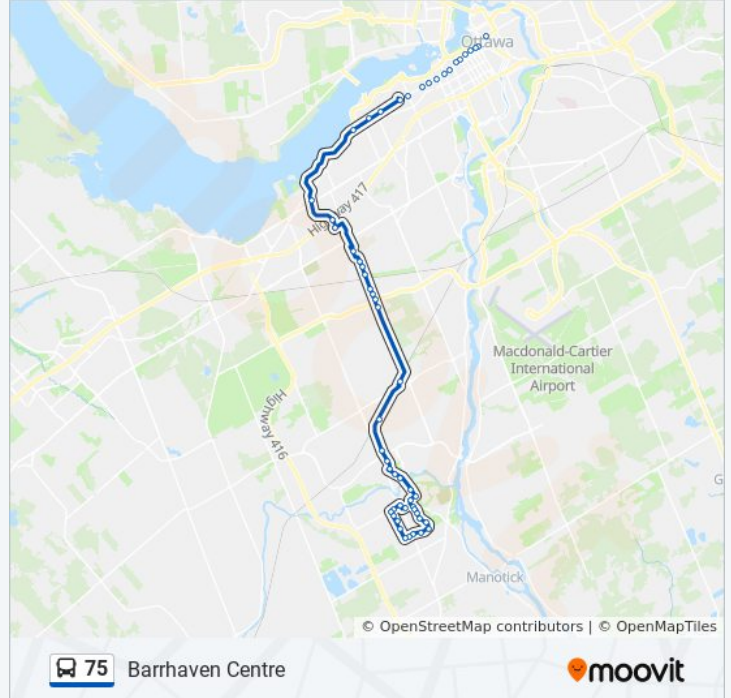 Ottawa
Highway 417
Macdonald-Cartier
International
Airport
Highway 416
G
Manotick
© OpenStreetMap contributors | © OpenMapTiles
75 Barrhaven Centre
moovit